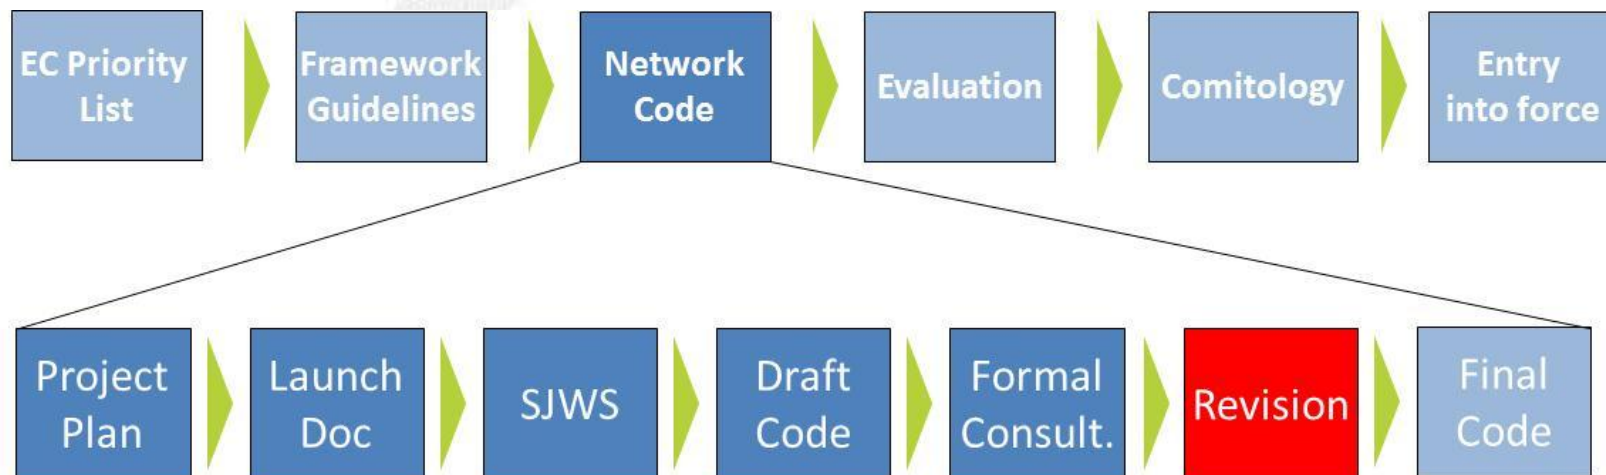 EC Priority
List
Framework
Guidelines
Network
Code
Evaluation
Comitology
Entry
into force
Project
Plan
Launch
Doc
SJWS
Draft
Code
Formal
Consult.
Revision
Final
Code